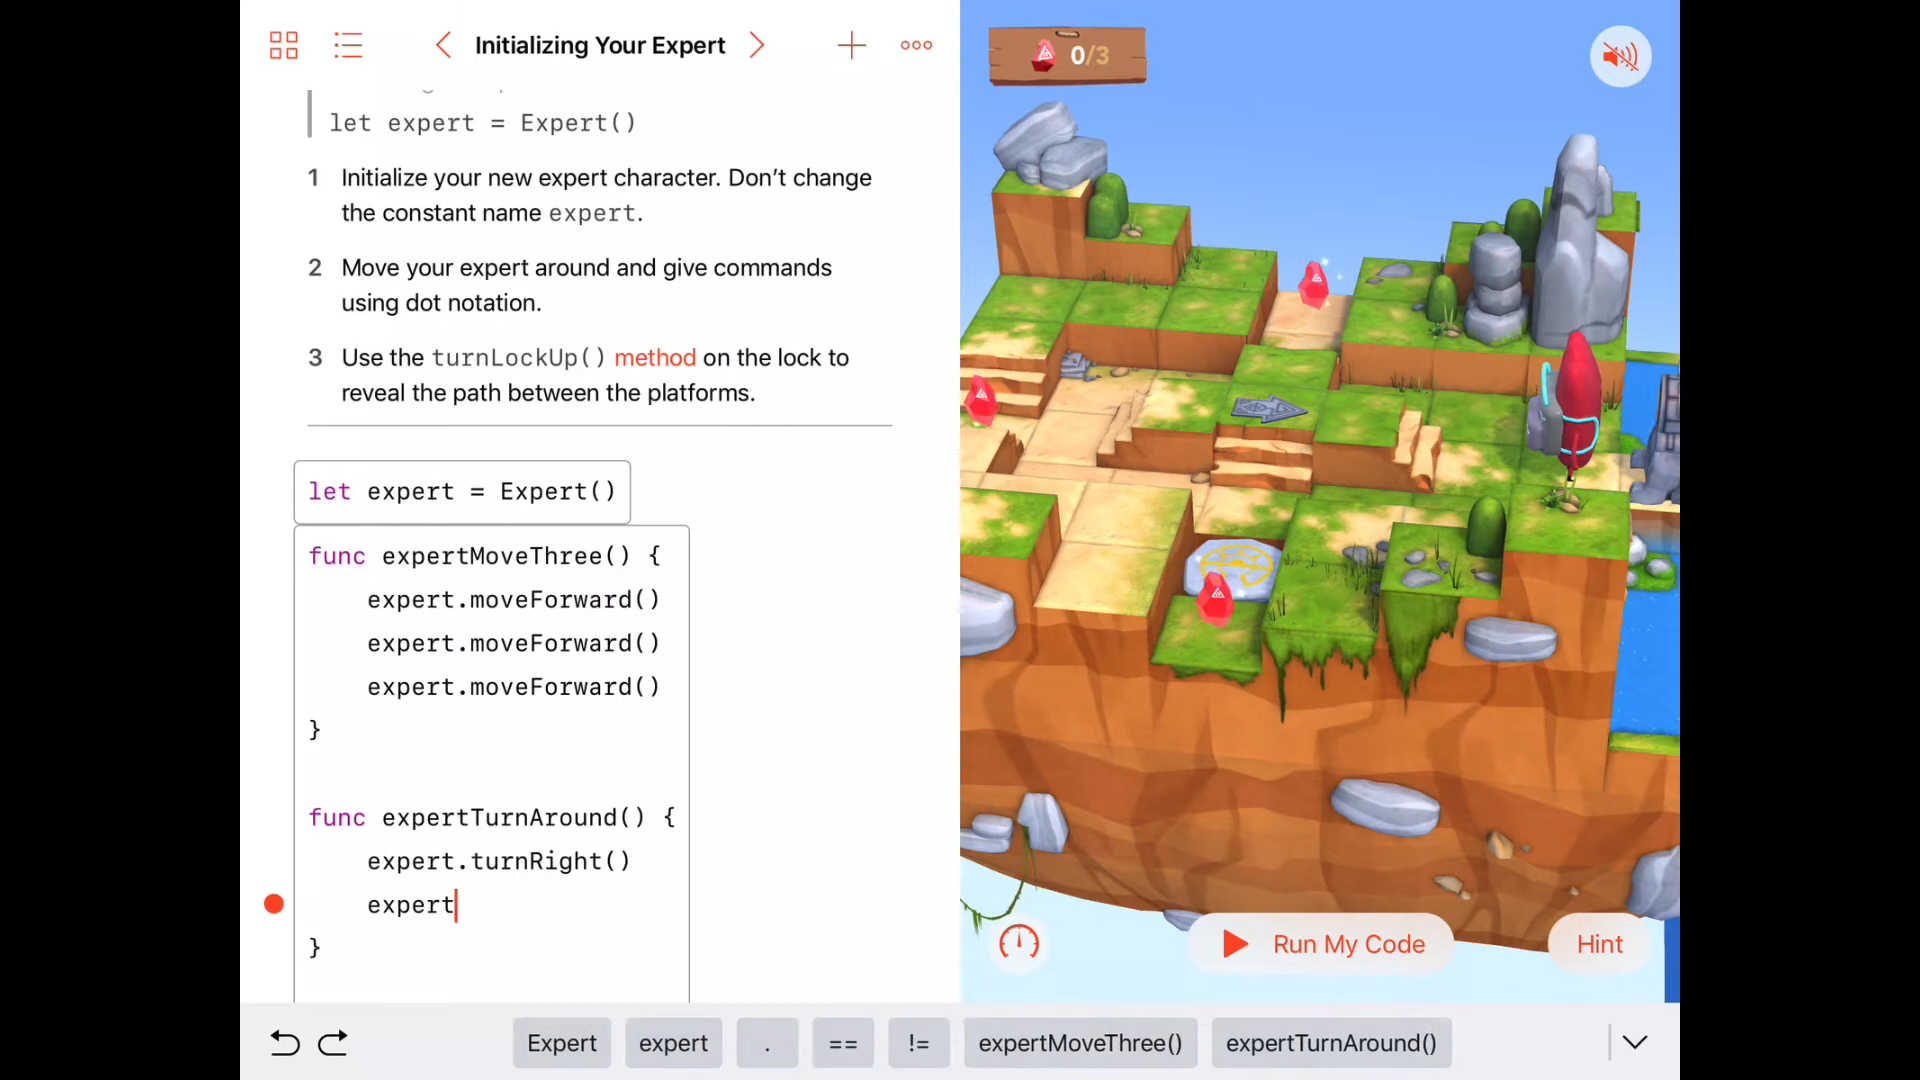 Initializing Your Expert
let expert = Expert()
1 Initialize your new expert character. Don’t change
the constant name expert.
2 Move your expert around and give commands
using dot notation.
3 Use the turnLockUp() method on the lock to
reveal the path between the platforms.
let expert = Expert()
func expertMoveThree() {
expert.moveForward()
expert.moveForward()
expert.moveForward()
}
func expertTurnAround() {
expert.turnRight()
expert
}
Expert expert . == != expertMoveThree() expertTurnAround()
0/3
Run My Code
Hint